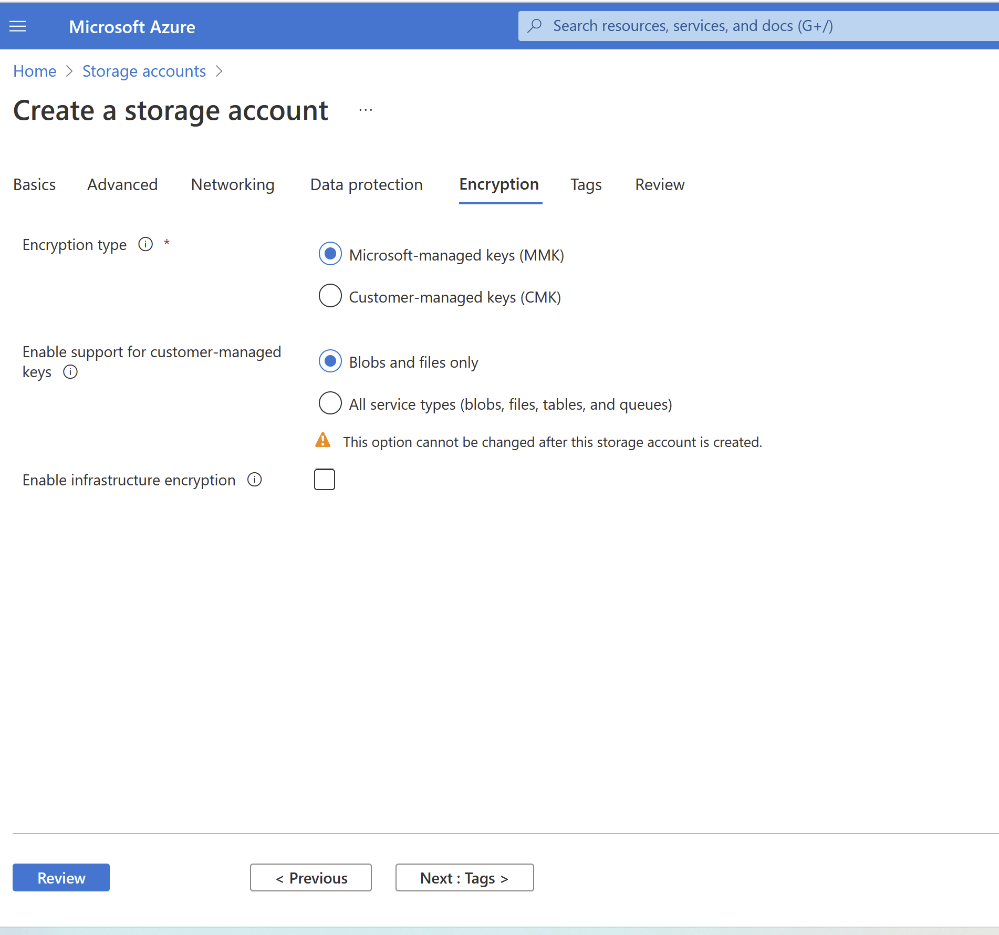 Microsoft Azure
Search resources, services, and docs (G+/)
Home > Storage accounts >
Create a storage account ...
Basics Advanced Networking Data protection Encryption Tags Review
Encryption type *
Microsoft-managed keys (MMK)
Customer-managed keys (CMK)
Enable support for customer-managed
keys
Blobs and files only
All service types (blobs, files, tables, and queues)
This option cannot be changed after this storage account is created.
Enable infrastructure encryption
Review
< Previous
Next : Tags >